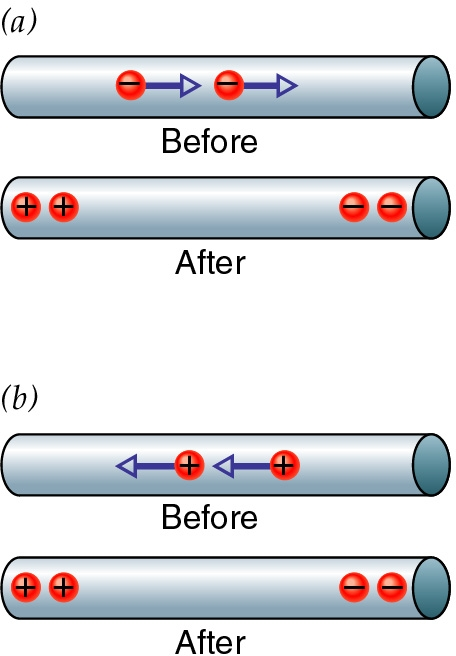 (a)
− −
Before
+ + − −
After
(b)
+ +
Before
+ + − −
After